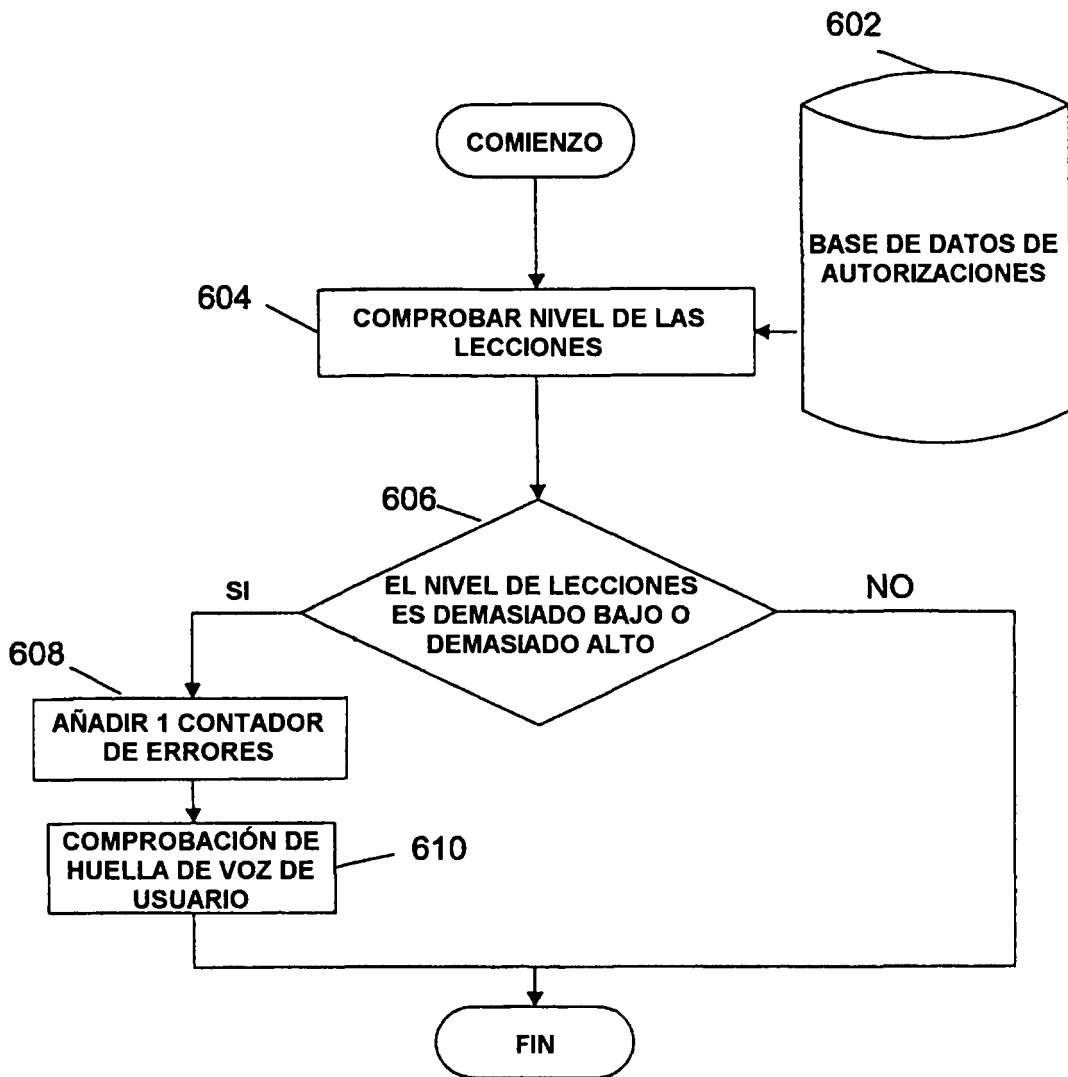 602
COMIENZO
BASE DE DATOS DE
AUTORIZACIONES
604
COMPROBAR NIVEL DE LAS
LECCIONES
606
EL NIVEL DE LECCIONES
ES DEMASIADO BAJO O
DEMASIADO ALTO
SI
NO
608
AÑADIR 1 CONTADOR
DE ERRORES
COMPROBACIÓN DE
HUELLA DE VOZ DE
USUARIO
610
FIN